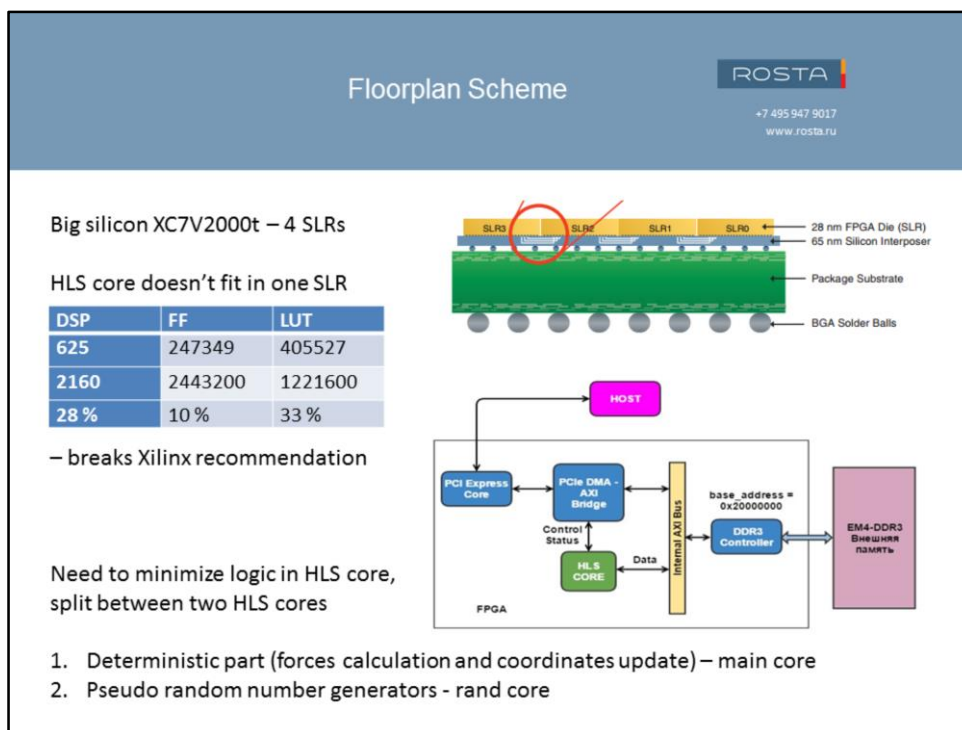 Floorplan Scheme
ROSTA
+7 495 947 9017
www.rosta.ru
Big silicon XC7V2000t – 4 SLRs
HLS core doesn't fit in one SLR
DSP FF LUT
625 247349 405527
2160 2443200 1221600
28 % 10 % 33 %
– breaks Xilinx recommendation
Need to minimize logic in HLS core,
split between two HLS cores
SLR3 SLR2 SLR1 SLR0
28 nm FPGA Die (SLR)
65 nm Silicon Interposer
Package Substrate
BGA Solder Balls
HOST
PCI Express
Core
PCIe DMA -
AXI
Bridge
Control
Status
HLS
CORE
Data
Internal AXI Bus
base_address =
0x20000000
DDR3
Controller
EM4-DDR3
Внешняя
память
FPGA
1. Deterministic part (forces calculation and coordinates update) – main core
2. Pseudo random number generators - rand core